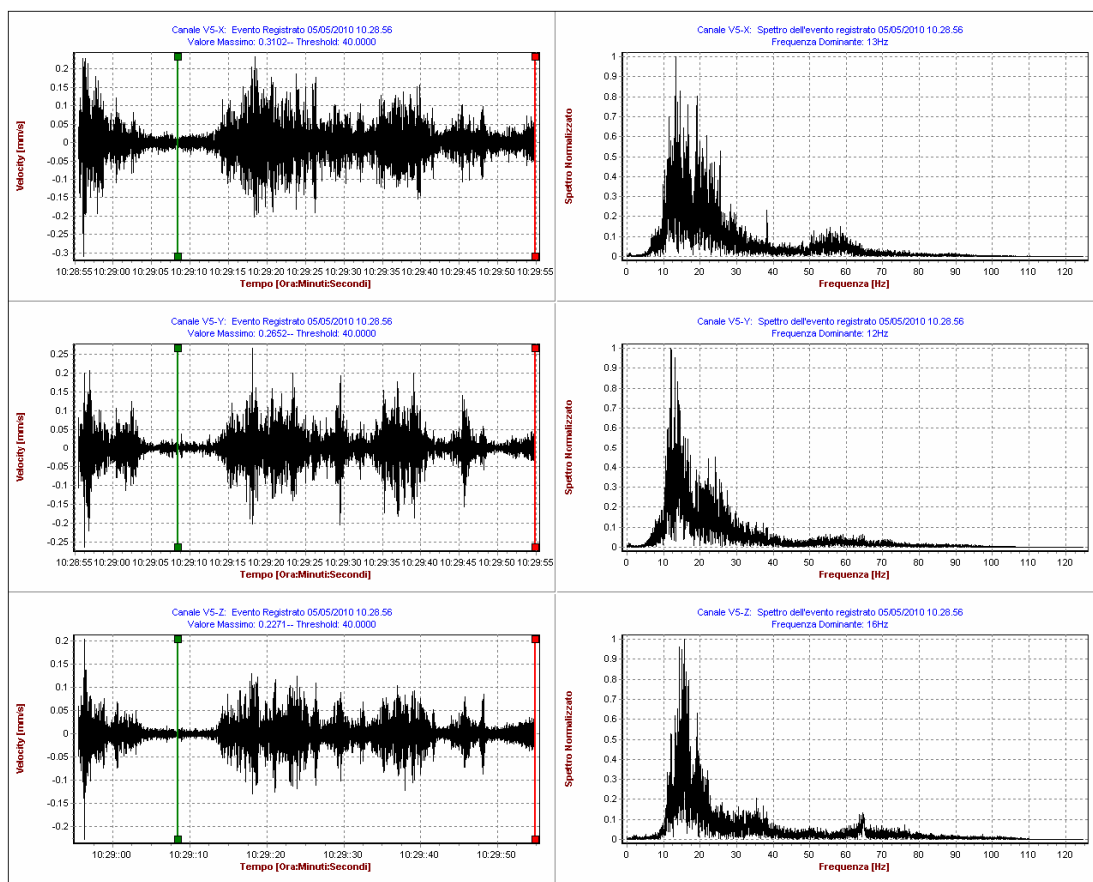 Canale V5-X: Evento Registrato 05/05/2010 10.28.56
Valore Massimo: 0.3102-- Threshold: 40.0000
Velocity [mm/s]
0.2
0.15
0.1
0.05
0
-0.05
-0.1
-0.15
-0.2
-0.25
-0.3
10:28:55 10:29:00 10:29:05 10:29:10 10:29:15 10:29:20 10:29:25 10:29:30 10:29:35 10:29:40 10:29:45 10:29:50 10:29:55
Tempo [Ora:Minuti:Secondi]
Canale V5-X: Spettro dell'evento registrato 05/05/2010 10.28.56
Frequenza Dominante: 13Hz
Spettro Normalizzato
1
0.9
0.8
0.7
0.6
0.5
0.4
0.3
0.2
0.1
0
0 10 20 30 40 50 60 70 80 90 100 110 120
Frequenza [Hz]
Canale V5-Y: Evento Registrato 05/05/2010 10.28.56
Valore Massimo: 0.2652-- Threshold: 40.0000
Velocity [mm/s]
0.25
0.2
0.15
0.1
0.05
0
-0.05
-0.1
-0.15
-0.2
-0.25
10:28:55 10:29:00 10:29:05 10:29:10 10:29:15 10:29:20 10:29:25 10:29:30 10:29:35 10:29:40 10:29:45 10:29:50 10:29:55
Tempo [Ora:Minuti:Secondi]
Canale V5-Y: Spettro dell'evento registrato 05/05/2010 10.28.56
Frequenza Dominante: 12Hz
Spettro Normalizzato
1
0.9
0.8
0.7
0.6
0.5
0.4
0.3
0.2
0.1
0
0 10 20 30 40 50 60 70 80 90 100 110 120
Frequenza [Hz]
Canale V5-Z: Evento Registrato 05/05/2010 10.28.56
Valore Massimo: 0.2271-- Threshold: 40.0000
Velocity [mm/s]
0.2
0.15
0.1
0.05
0
-0.05
-0.1
-0.15
-0.2
10:29:00 10:29:10 10:29:20 10:29:30 10:29:40 10:29:50
Tempo [Ora:Minuti:Secondi]
Canale V5-Z: Spettro dell'evento registrato 05/05/2010 10.28.56
Frequenza Dominante: 16Hz
Spettro Normalizzato
1
0.9
0.8
0.7
0.6
0.5
0.4
0.3
0.2
0.1
0
0 10 20 30 40 50 60 70 80 90 100 110 120
Frequenza [Hz]